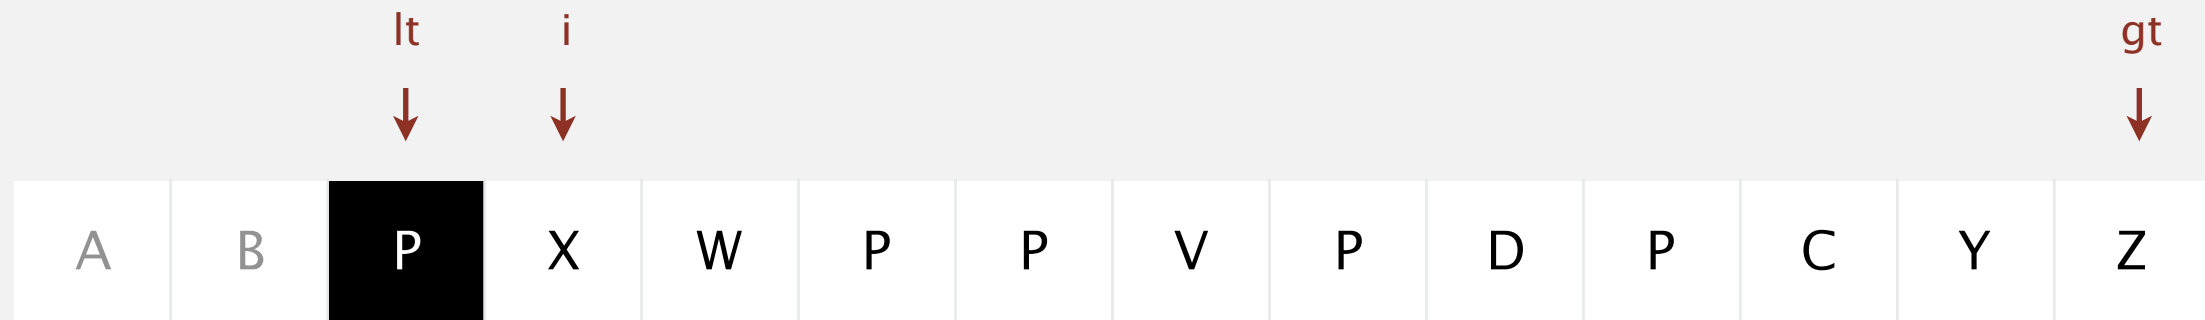 lt i gt
A B P X W P P V P D P C Y Z